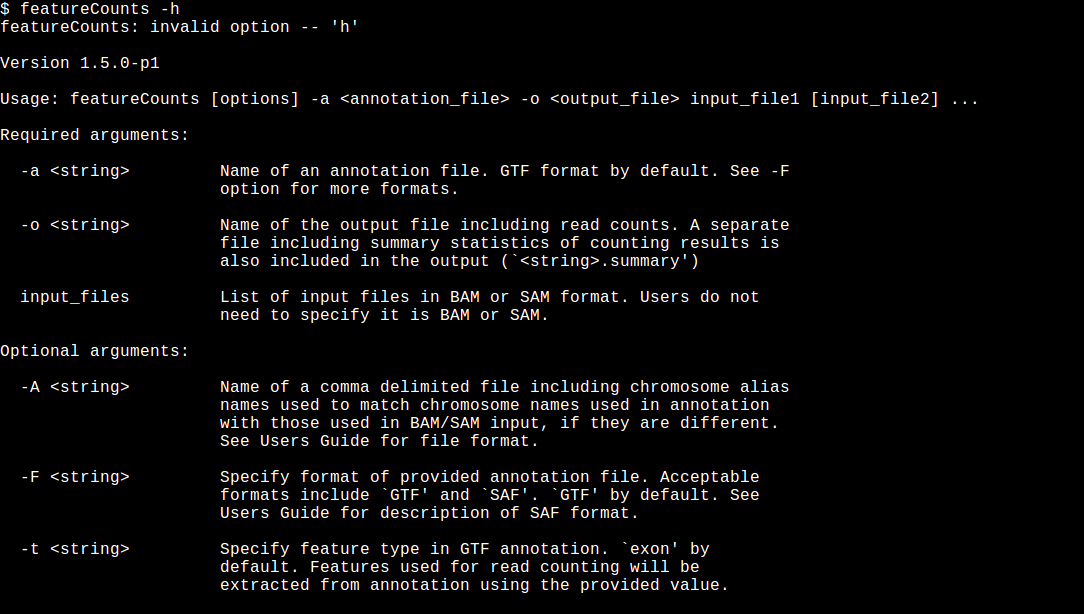 $ featureCounts -h
featureCounts: invalid option -- 'h'
Version 1.5.0-p1
Usage: featureCounts [options] -a <annotation_file> -o <output_file> input_file1 [input_file2] ...
Required arguments:
-a <string> Name of an annotation file. GTF format by default. See -F
option for more formats.
-o <string> Name of the output file including read counts. A separate
file including summary statistics of counting results is
also included in the output (`<string>.summary')
input_files List of input files in BAM or SAM format. Users do not
need to specify it is BAM or SAM.
Optional arguments:
-A <string> Name of a comma delimited file including chromosome alias
names used to match chromosome names used in annotation
with those used in BAM/SAM input, if they are different.
See Users Guide for file format.
-F <string> Specify format of provided annotation file. Acceptable
formats include `GTF' and `SAF'. `GTF' by default. See
Users Guide for description of SAF format.
-t <string> Specify feature type in GTF annotation. `exon' by
default. Features used for read counting will be
extracted from annotation using the provided value.